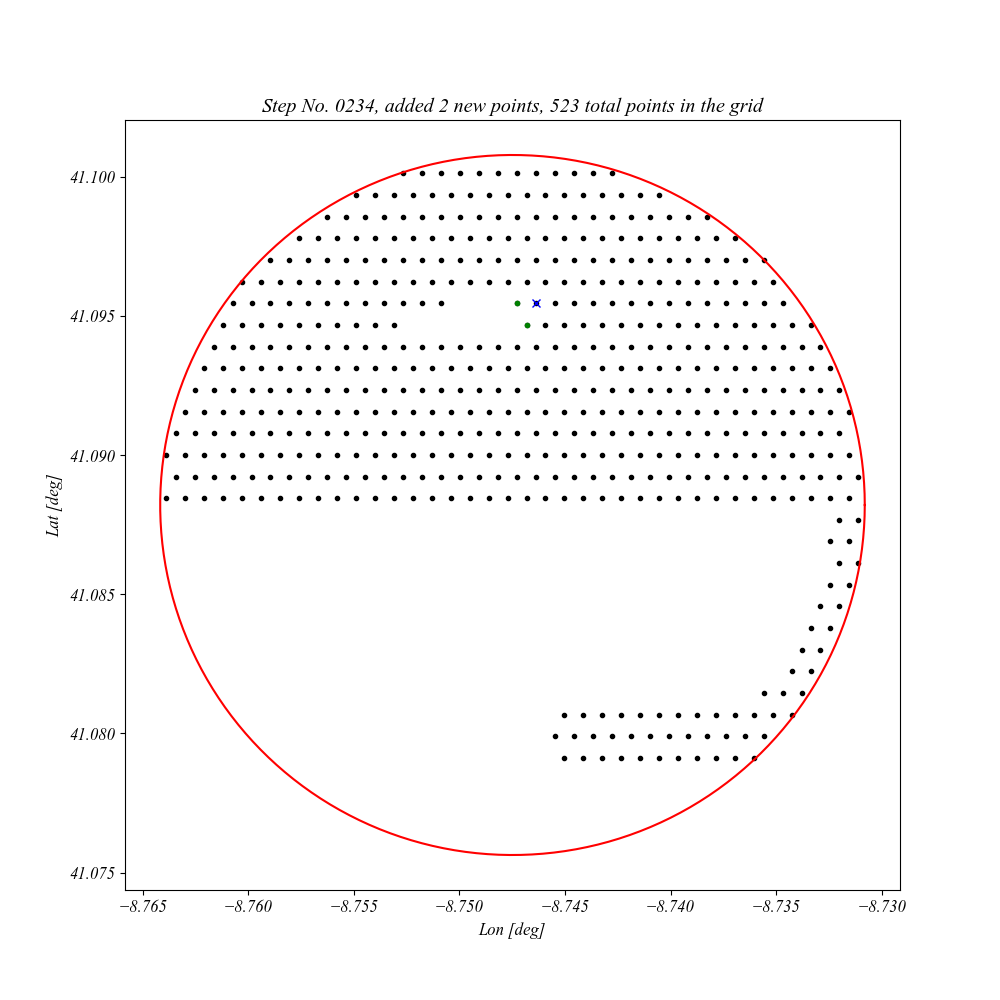 Step No. 0234, added 2 new points, 523 total points in the grid
41.100
41.095
41.090
41.085
41.080
41.075
Lat [deg]
−8.765 −8.760 −8.755 −8.750 −8.745 −8.740 −8.735 −8.730
Lon [deg]